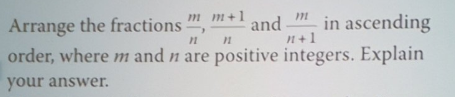 Arrange the fractions m/n, m+1/n and m/n+1 in ascending
order, where m and n are positive integers. Explain
your answer.